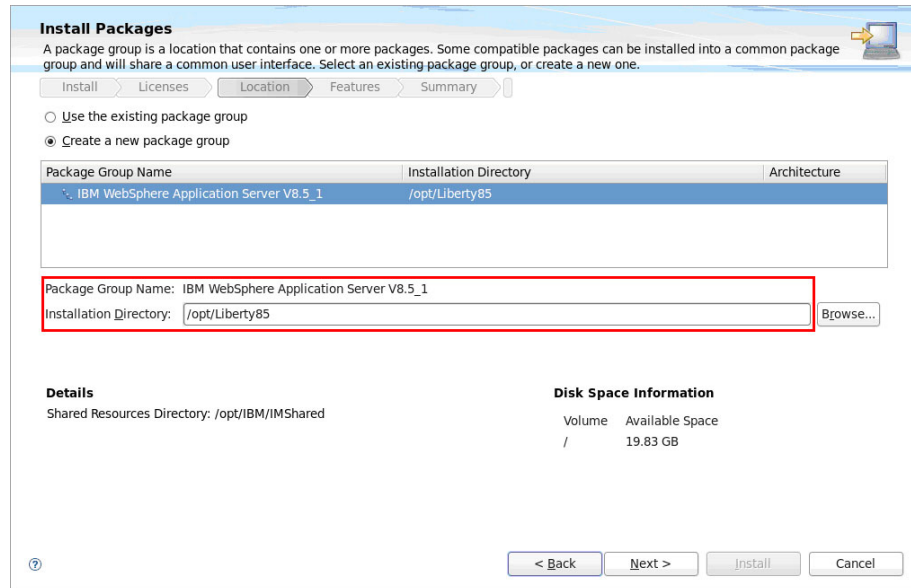 Install Packages
A package group is a location that contains one or more packages. Some compatible packages can be installed into a common package
group and will share a common user interface. Select an existing package group, or create a new one.
Install Licenses Location Features Summary
Use the existing package group
Create a new package group
Package Group Name Installation Directory Architecture
IBM WebSphere Application Server V8.5_1 /opt/Liberty85
Package Group Name: IBM WebSphere Application Server V8.5_1
Installation Directory: /opt/Liberty85 Browse...
Details Disk Space Information
Shared Resources Directory: /opt/IBM/IMShared
Volume Available Space
/ 19.83 GB
? < Back Next > Install Cancel